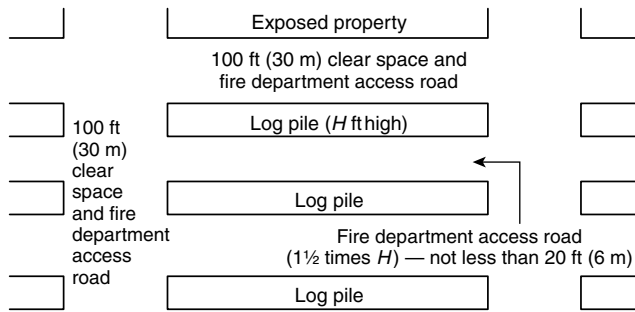 Exposed property
100 ft (30 m) clear space and
fire department access road
Log pile (H ft high)
100 ft
(30 m)
clear
space
and fire
department
access
road
Log pile
Fire department access road
(1½ times H) — not less than 20 ft (6 m)
Log pile